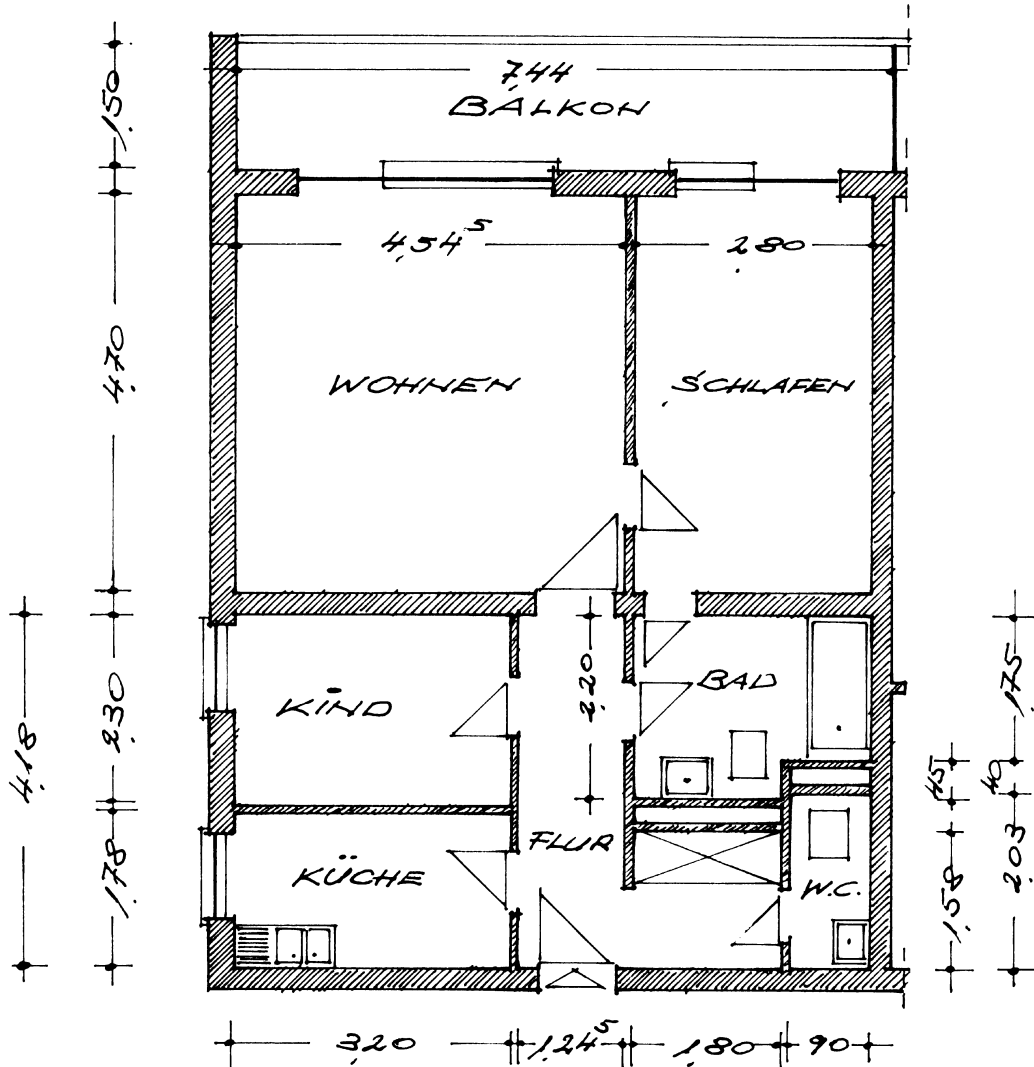 7,44
BALKON
1,50
4,54⁵
2,80
4,70
WOHNEN
SCHLAFEN
2,20
BAD
1,75
KIND
2,30
4,18
45
40
FLUR
KÜCHE
W.C.
1,78
1,58
2,03
3,20
1,24⁵
1,80
90